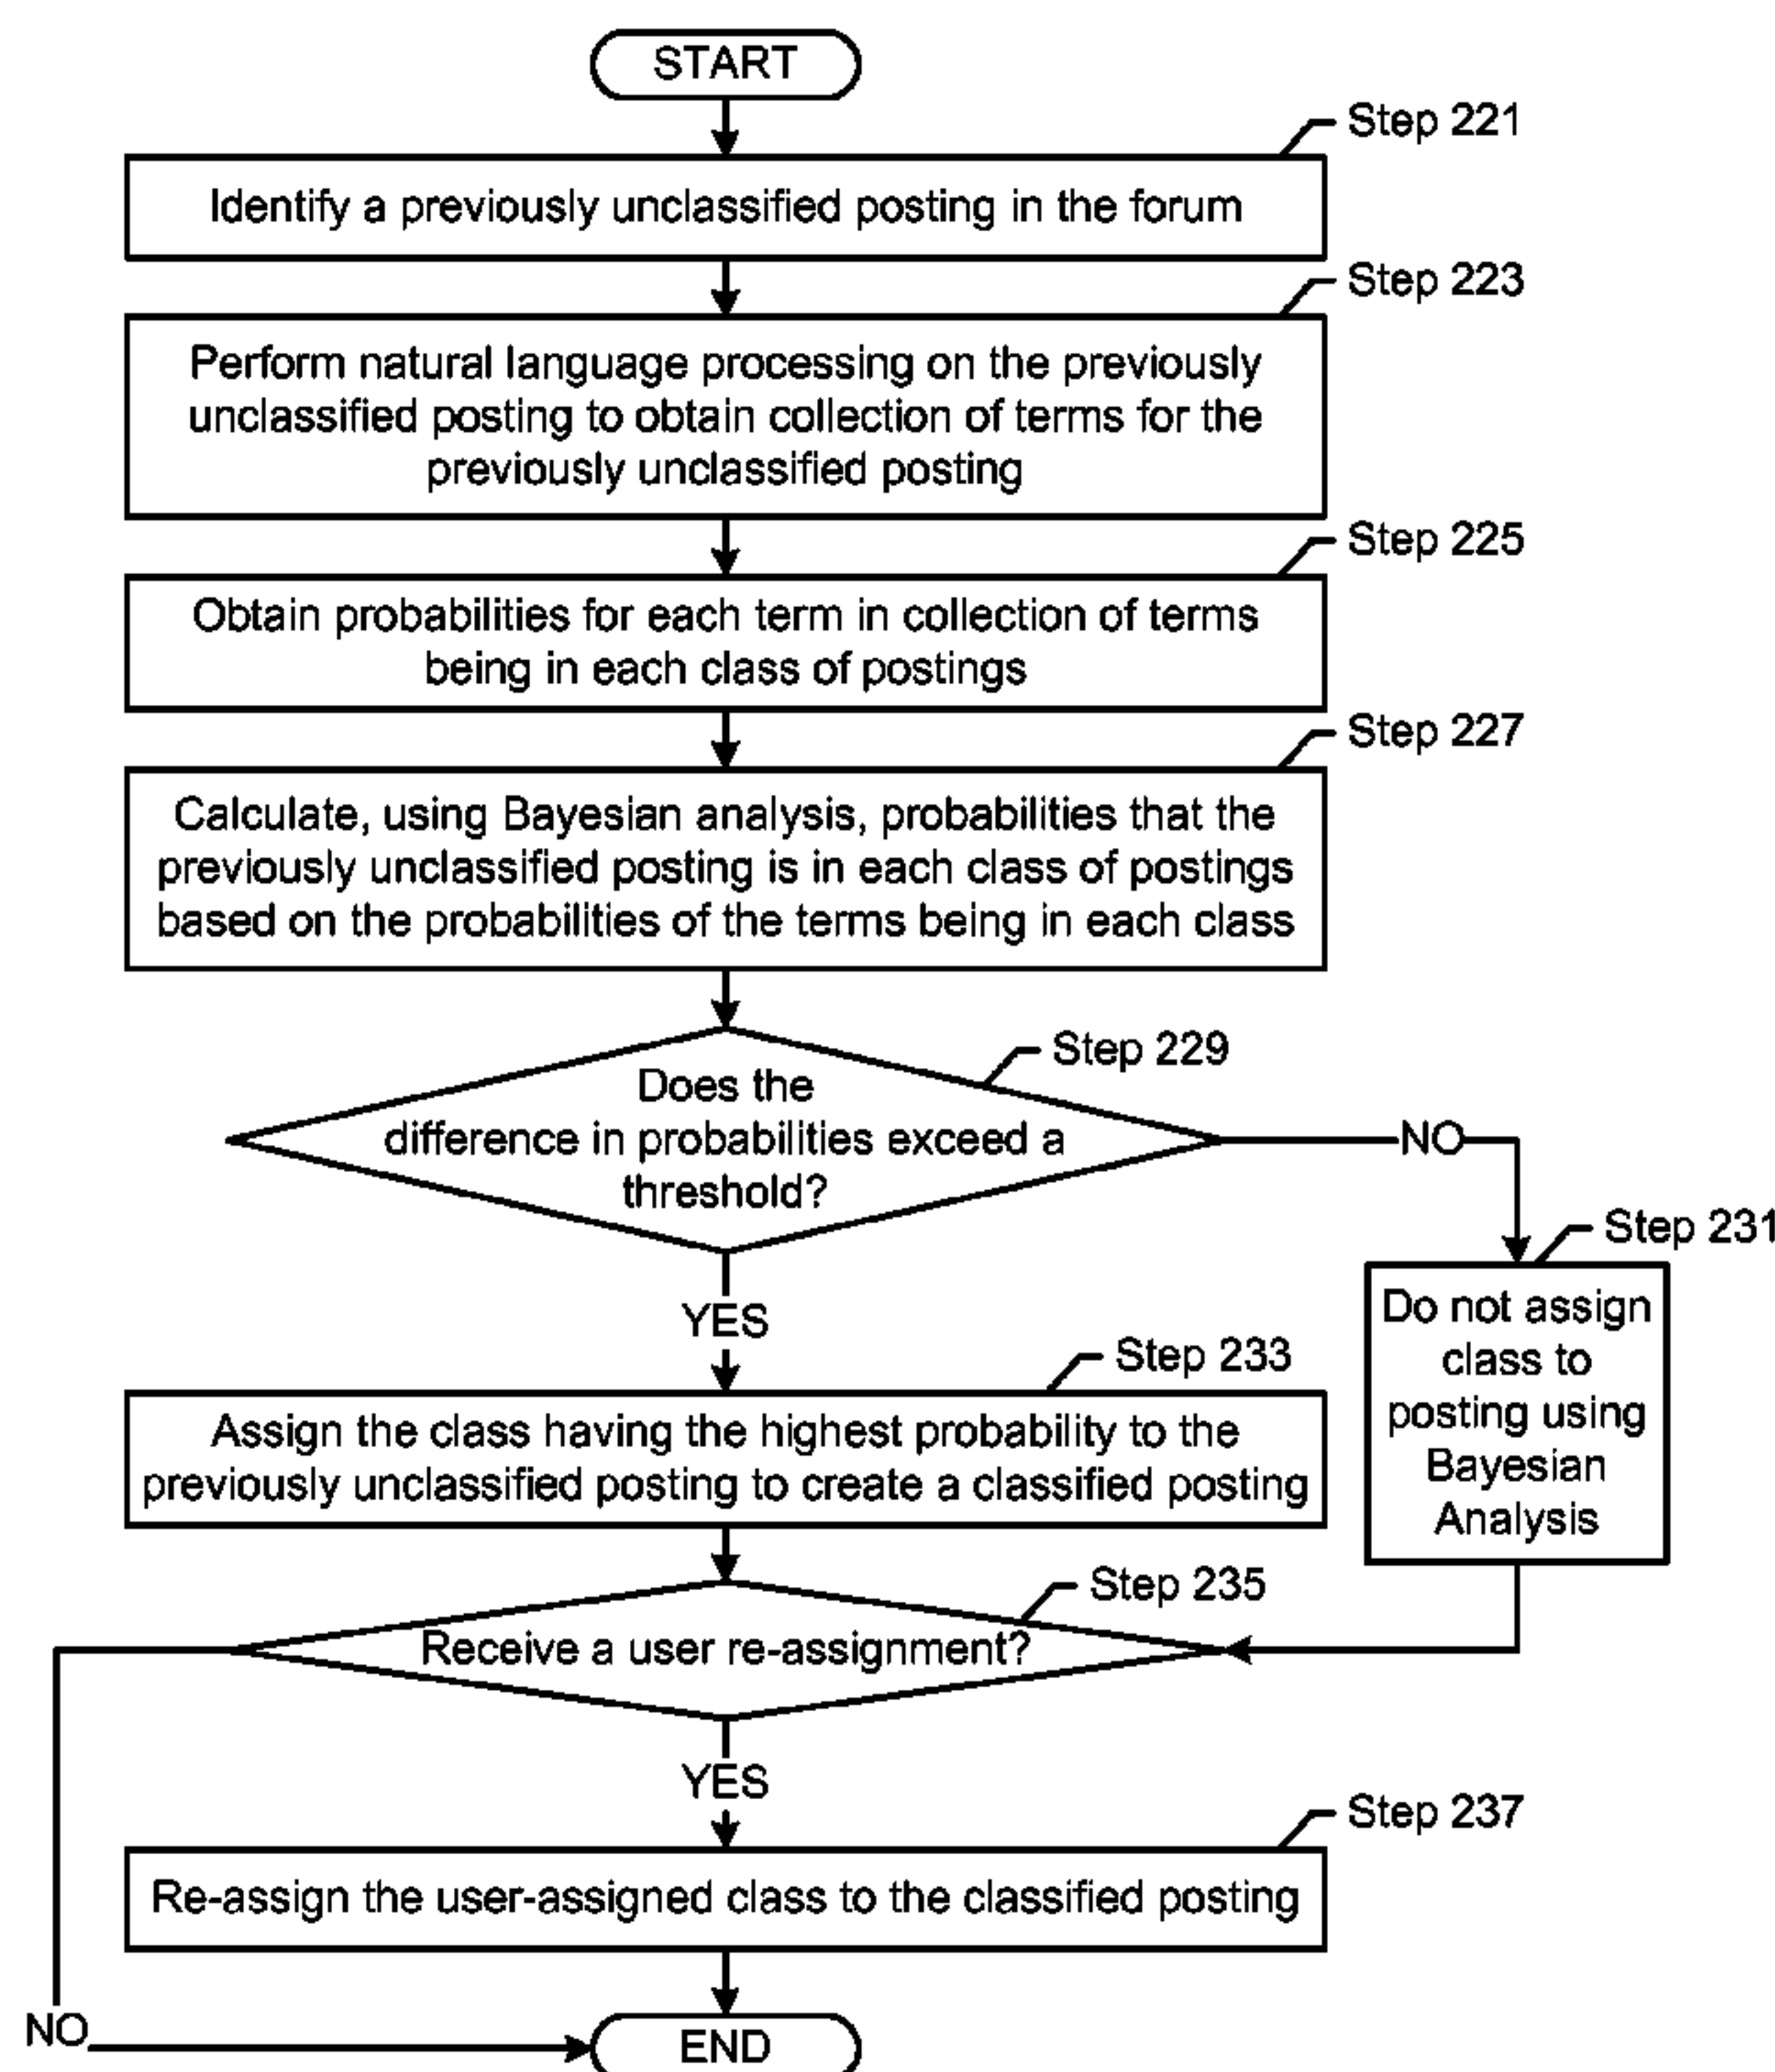 START
Step 221
Identify a previously unclassified posting in the forum
Step 223
Perform natural language processing on the previously
unclassified posting to obtain collection of terms for the
previously unclassified posting
Step 225
Obtain probabilities for each term in collection of terms
being in each class of postings
Step 227
Calculate, using Bayesian analysis, probabilities that the
previously unclassified posting is in each class of postings
based on the probabilities of the terms being in each class
Step 229
Does the
difference in probabilities exceed a
threshold?
NO
Step 231
Do not assign
class to
posting using
Bayesian
Analysis
YES
Step 233
Assign the class having the highest probability to the
previously unclassified posting to create a classified posting
Step 235
Receive a user re-assignment?
YES
Step 237
Re-assign the user-assigned class to the classified posting
NO
END